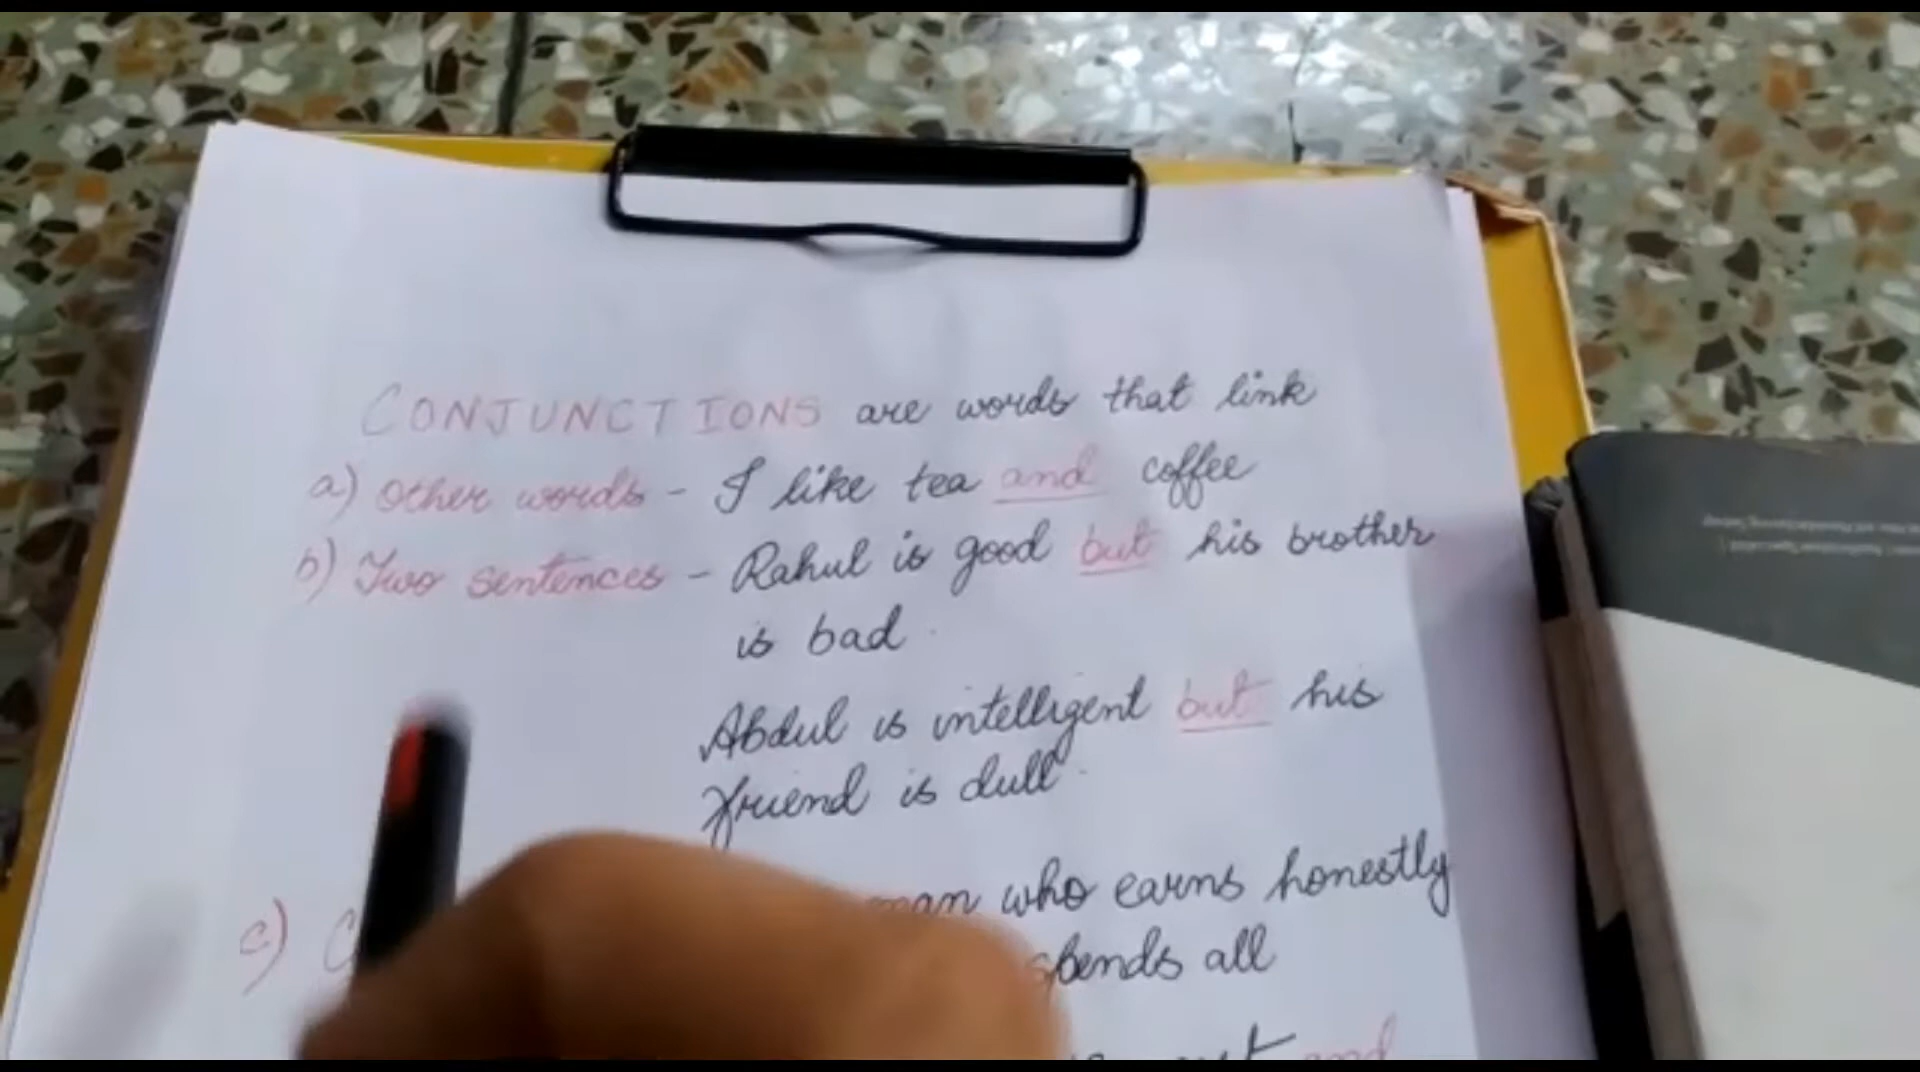 CONJUNCTIONS are words that link
a) Other words - I like tea and coffee
b) Two sentences - Rahul is good but his brother
is bad.
Abdul is intelligent but his
friend is dull.
c) man who earns honestly
spends all
and